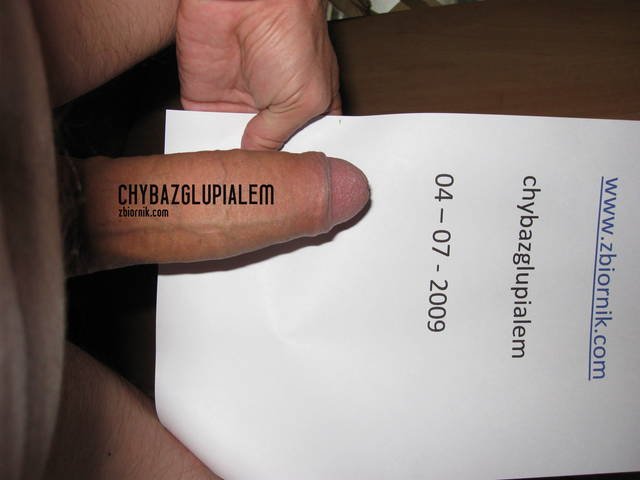 CHYBAZGLUPIALEM
zbiornik.com
www.zbiornik.com
chybazglupialem
04 – 07 - 2009